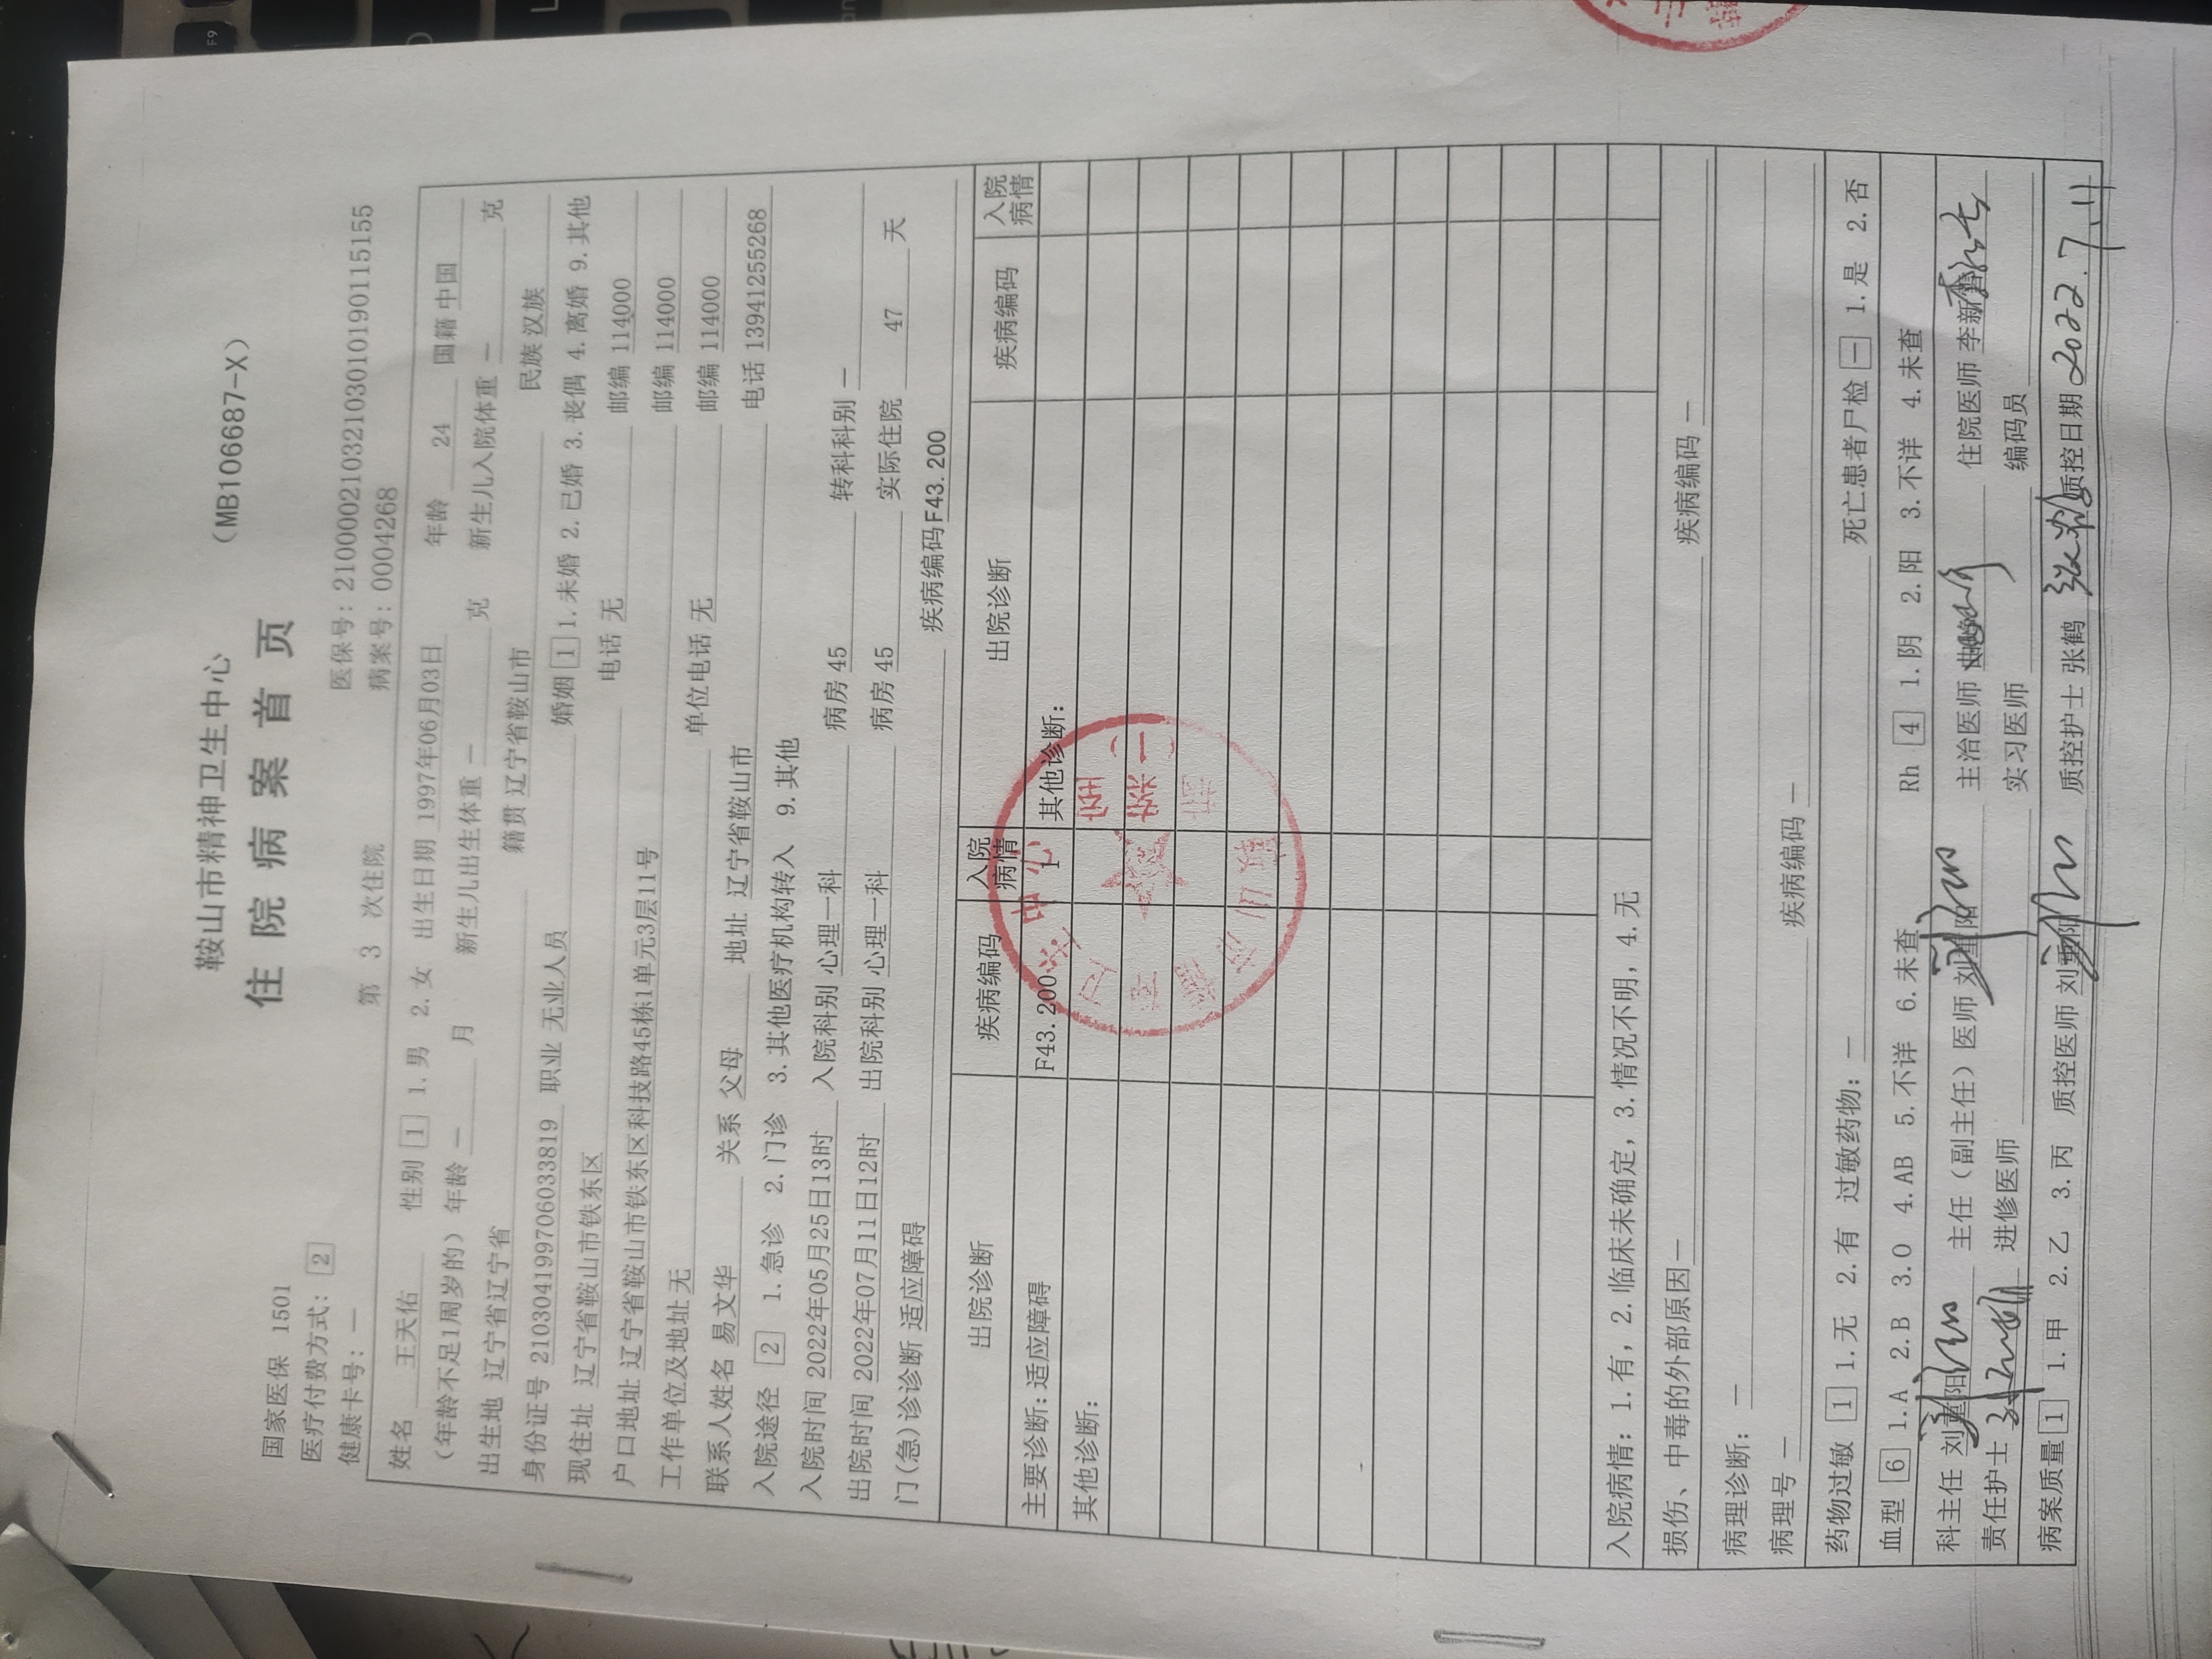 鞍山市精神卫生中心 （MB106687-X）
住院病案首页
国家医保 1501
医疗付费方式：2
健康卡号：—
第 3 次住院
医保号：21000021032103010190115155
病案号：0004268
姓名 王天佑 性别 1 1.男 2.女 出生日期 1997年06月03日 年龄 24 国籍 中国
（年龄不足1周岁的）年龄 — 月 新生儿出生体重 — 克 新生儿入院体重 — 克
出生地 辽宁省辽宁省 籍贯 辽宁省鞍山市 民族 汉族
身份证号 210304199706033819 职业 无业人员 婚姻 1 1.未婚 2.已婚 3.丧偶 4.离婚 9.其他
现住址 辽宁省鞍山市铁东区 电话 无 邮编 114000
户口地址 辽宁省鞍山市铁东区科技路45栋1单元3层11号 邮编 114000
工作单位及地址 无 单位电话 无 邮编 114000
联系人姓名 易文华 关系 父母 地址 辽宁省鞍山市 电话 13941255268
入院途径 2 1.急诊 2.门诊 3.其他医疗机构转入 9.其他
入院时间 2022年05月25日13时 入院科别 心理一科 病房 45 转科科别 —
出院时间 2022年07月11日12时 出院科别 心理一科 病房 45 实际住院 47 天
门(急)诊诊断 适应障碍 疾病编码 F43.200
出院诊断 疾病编码 入院病情 出院诊断 疾病编码 入院病情
主要诊断：适应障碍 F43.200 1 其他诊断：
其他诊断：
入院病情：1.有，2.临床未确定，3.情况不明，4.无
损伤、中毒的外部原因 — 疾病编码 —
病理诊断：—
病理号 — 疾病编码 —
药物过敏 1 1.无 2.有 过敏药物：— 死亡患者尸检 — 1.是 2.否
血型 6 1.A 2.B 3.O 4.AB 5.不详 6.未查 Rh 4 1.阴 2.阳 3.不详 4.未查
科主任 刘重阳 主任（副主任）医师 刘重阳 主治医师 住院医师 李新
责任护士 进修医师 实习医师 编码员
病案质量 1 1.甲 2.乙 3.丙 质控医师 刘重阳 质控护士 张鹤 张鹤 质控日期 2022.7.11
鞍山市精神卫生中心
病案室
(1)